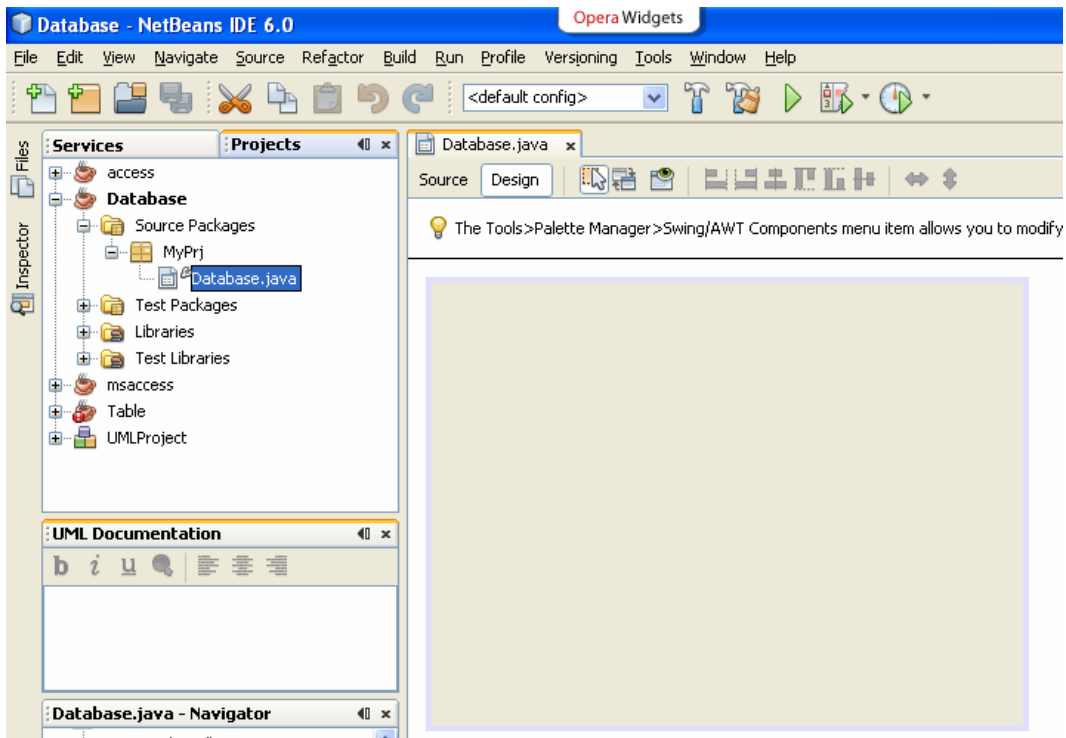 Database - NetBeans IDE 6.0
Opera Widgets
File Edit View Navigate Source Refactor Build Run Profile Versioning Tools Window Help
<default config>
Files
Inspector
Services Projects
access
Database
Source Packages
MyPrj
Database.java
Test Packages
Libraries
Test Libraries
msaccess
Table
UMLProject
UML Documentation
b i u
Database.java - Navigator
Database.java
Source Design
The Tools>Palette Manager>Swing/AWT Components menu item allows you to modify